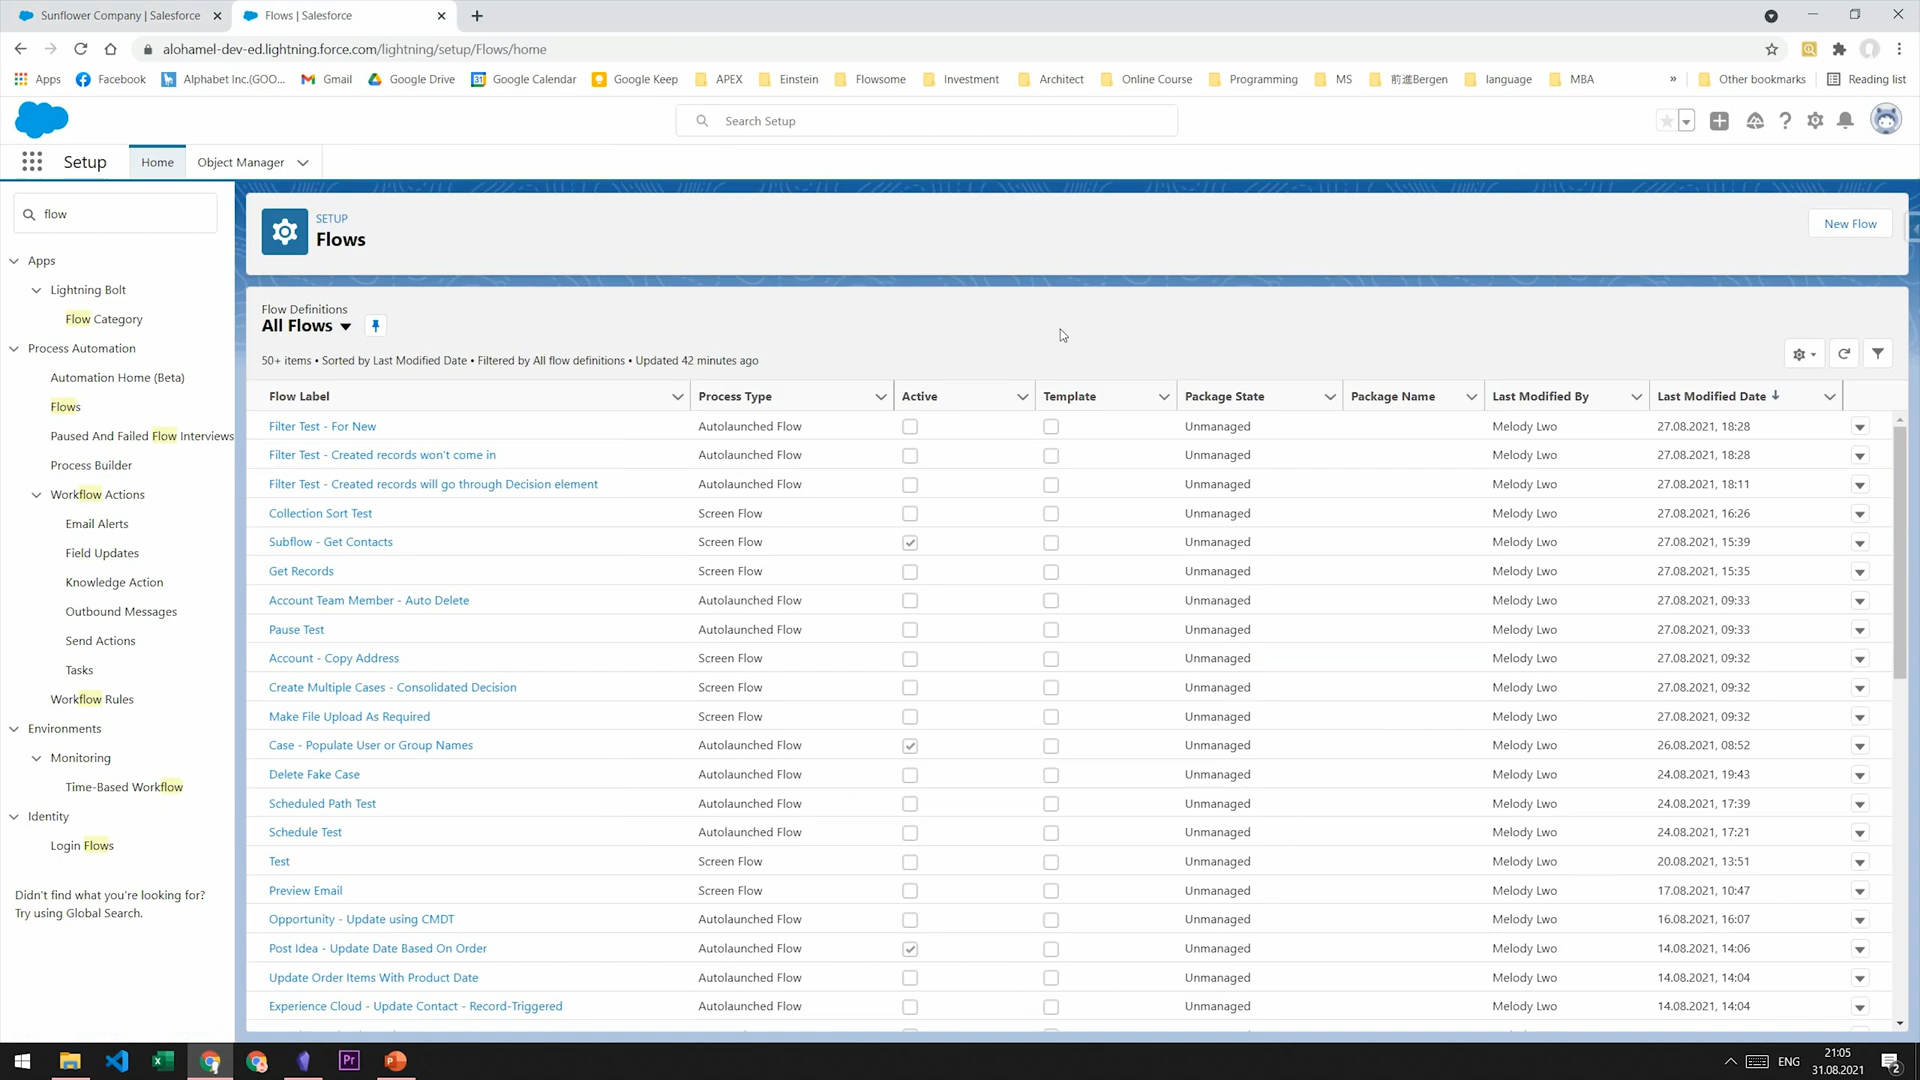 Sunflower Company | Salesforce
Flows | Salesforce
alohamel-dev-ed.lightning.force.com/lightning/setup/Flows/home
Apps
Facebook
Alphabet Inc.(GOO...
Gmail
Google Drive
31
Google Calendar
Google Keep
APEX
Einstein
Flowsome
Investment
Architect
Online Course
Programming
MS
前進Bergen
language
MBA
»
Other bookmarks
Reading list
Search Setup
Setup
Home
Object Manager
flow
Apps
Lightning Bolt
Flow Category
Process Automation
Automation Home (Beta)
Flows
Paused And Failed Flow Interviews
Process Builder
Workflow Actions
Email Alerts
Field Updates
Knowledge Action
Outbound Messages
Send Actions
Tasks
Workflow Rules
Environments
Monitoring
Time-Based Workflow
Identity
Login Flows
Didn't find what you're looking for?
Try using Global Search.
SETUP
Flows
New Flow
Flow Definitions
All Flows
50+ items • Sorted by Last Modified Date • Filtered by All flow definitions • Updated 42 minutes ago
Flow Label Process Type Active Template Package State Package Name Last Modified By Last Modified Date
Filter Test - For New Autolaunched Flow Unmanaged Melody Lwo 27.08.2021, 18:28
Filter Test - Created records won't come in Autolaunched Flow Unmanaged Melody Lwo 27.08.2021, 18:28
Filter Test - Created records will go through Decision element Autolaunched Flow Unmanaged Melody Lwo 27.08.2021, 18:11
Collection Sort Test Screen Flow Unmanaged Melody Lwo 27.08.2021, 16:26
Subflow - Get Contacts Screen Flow Unmanaged Melody Lwo 27.08.2021, 15:39
Get Records Screen Flow Unmanaged Melody Lwo 27.08.2021, 15:35
Account Team Member - Auto Delete Autolaunched Flow Unmanaged Melody Lwo 27.08.2021, 09:33
Pause Test Autolaunched Flow Unmanaged Melody Lwo 27.08.2021, 09:33
Account - Copy Address Screen Flow Unmanaged Melody Lwo 27.08.2021, 09:32
Create Multiple Cases - Consolidated Decision Screen Flow Unmanaged Melody Lwo 27.08.2021, 09:32
Make File Upload As Required Screen Flow Unmanaged Melody Lwo 27.08.2021, 09:32
Case - Populate User or Group Names Autolaunched Flow Unmanaged Melody Lwo 26.08.2021, 08:52
Delete Fake Case Autolaunched Flow Unmanaged Melody Lwo 24.08.2021, 19:43
Scheduled Path Test Autolaunched Flow Unmanaged Melody Lwo 24.08.2021, 17:39
Schedule Test Autolaunched Flow Unmanaged Melody Lwo 24.08.2021, 17:21
Test Screen Flow Unmanaged Melody Lwo 20.08.2021, 13:51
Preview Email Screen Flow Unmanaged Melody Lwo 17.08.2021, 10:47
Opportunity - Update using CMDT Autolaunched Flow Unmanaged Melody Lwo 16.08.2021, 16:07
Post Idea - Update Date Based On Order Autolaunched Flow Unmanaged Melody Lwo 14.08.2021, 14:06
Update Order Items With Product Date Autolaunched Flow Unmanaged Melody Lwo 14.08.2021, 14:04
Experience Cloud - Update Contact - Record-Triggered Autolaunched Flow Unmanaged Melody Lwo 14.08.2021, 14:04
Pr
ENG
21:05
31.08.2021
2